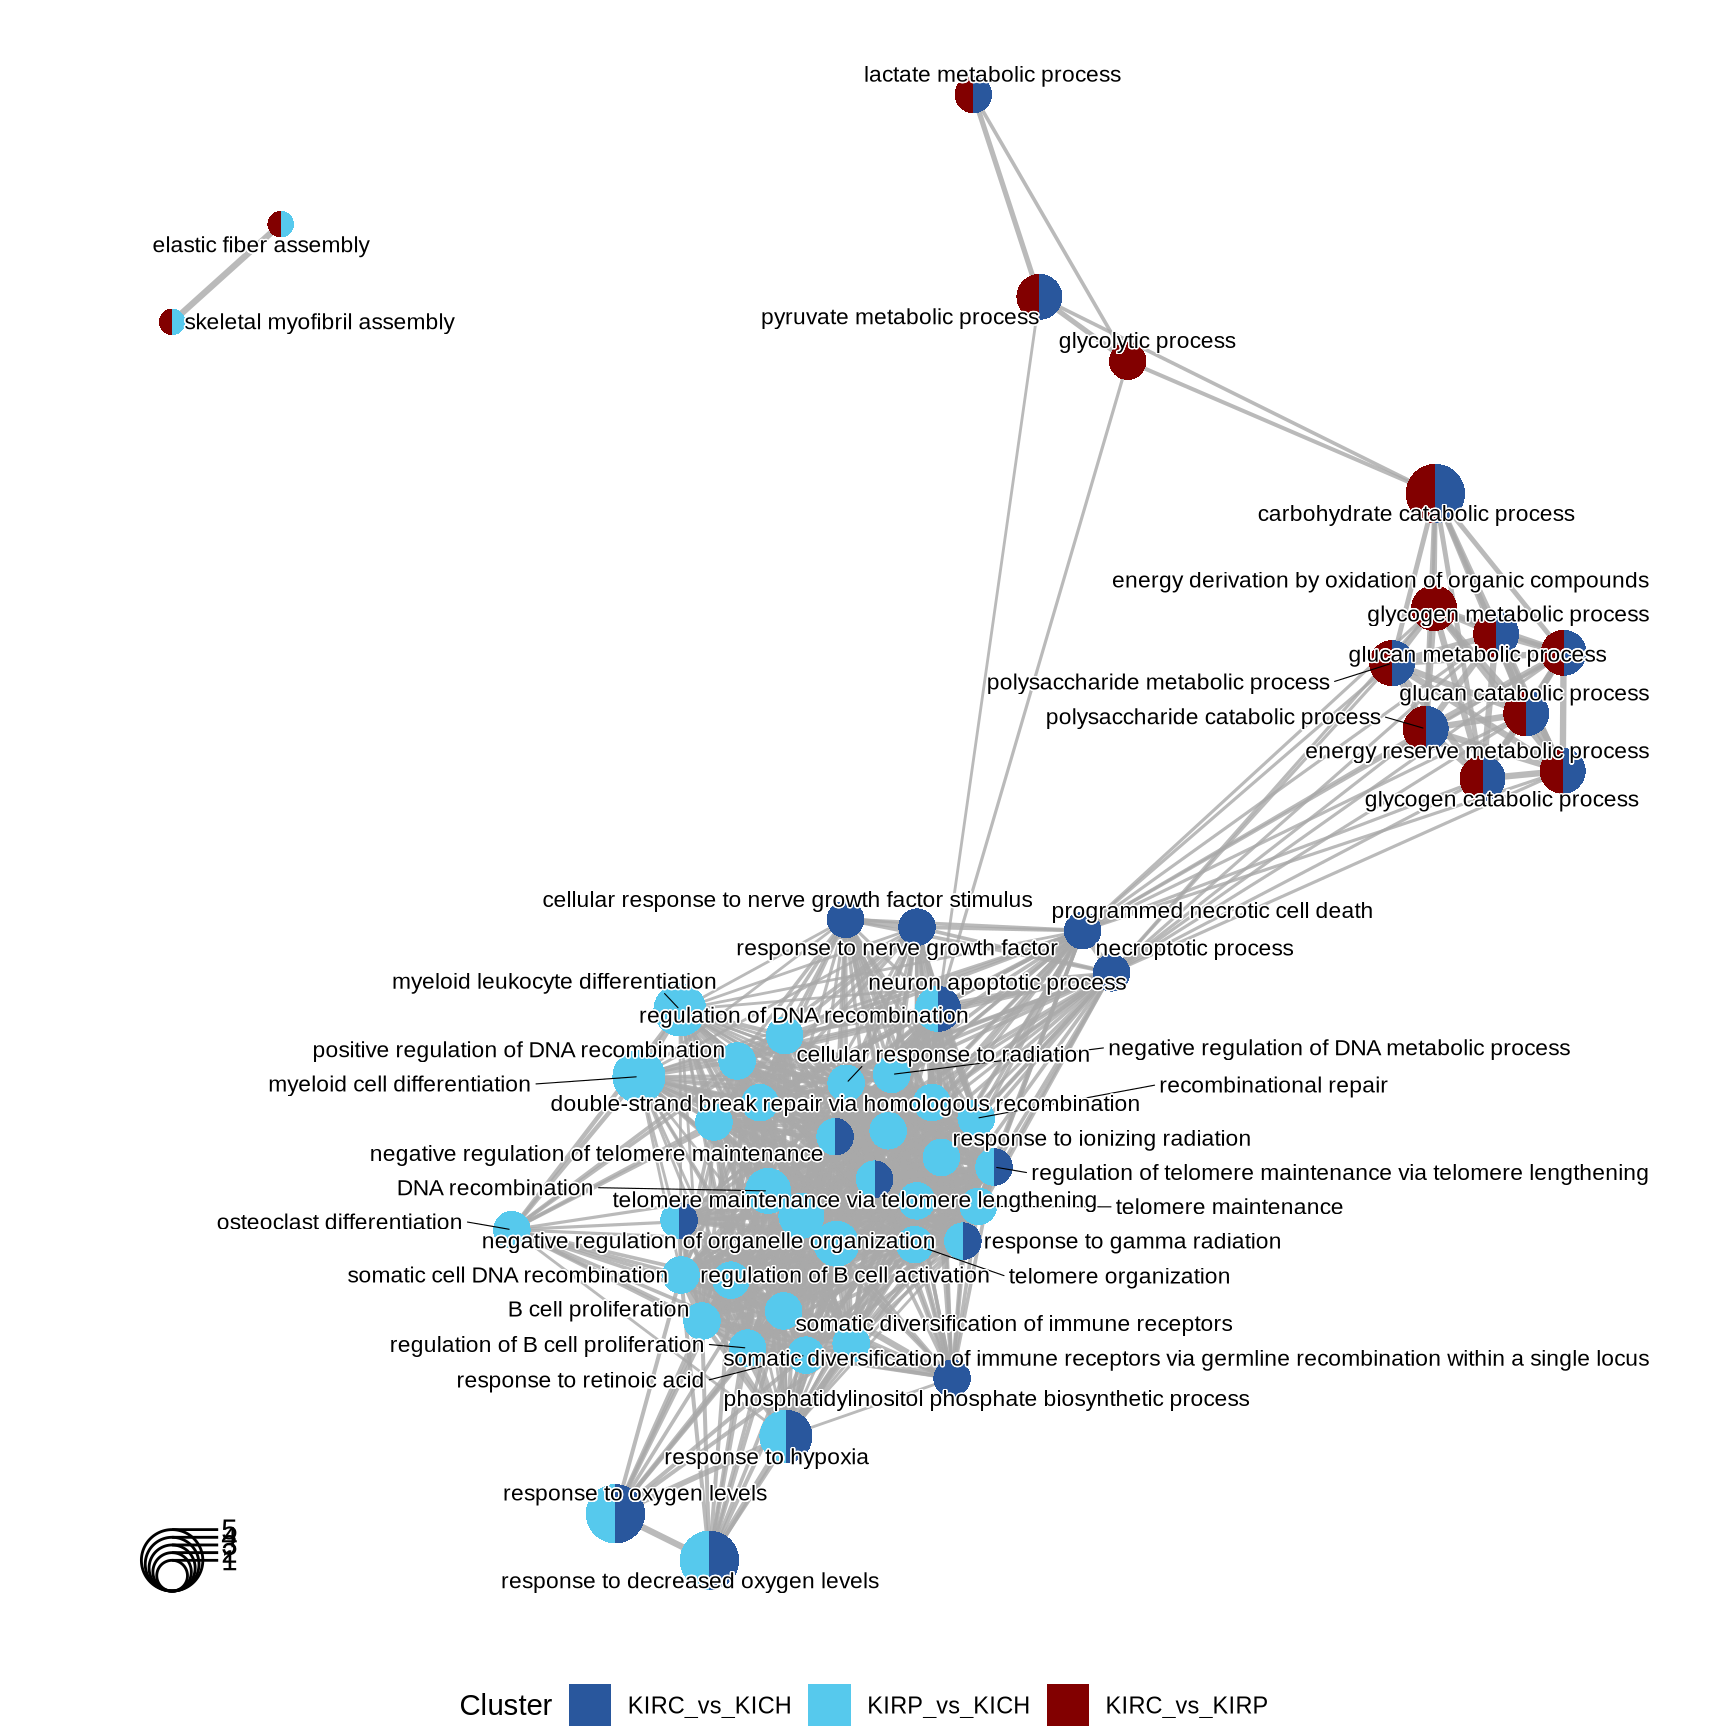 lactate metabolic process
elastic fiber assembly
pyruvate metabolic process
skeletal myofibril assembly
glycolytic process
carbohydrate catabolic process
energy derivation by oxidation of organic compounds
glycogen metabolic process
glucan metabolic process
polysaccharide metabolic process
glucan catabolic process
polysaccharide catabolic process
energy reserve metabolic process
glycogen catabolic process
cellular response to nerve growth factor stimulus
programmed necrotic cell death
response to nerve growth factor
necroptotic process
myeloid leukocyte differentiation
neuron apoptotic process
regulation of DNA recombination
positive regulation of DNA recombination
cellular response to radiation
negative regulation of DNA metabolic process
myeloid cell differentiation
recombinational repair
double-strand break repair via homologous recombination
response to ionizing radiation
negative regulation of telomere maintenance
regulation of telomere maintenance via telomere lengthening
DNA recombination
telomere maintenance via telomere lengthening
telomere maintenance
osteoclast differentiation
negative regulation of organelle organization
response to gamma radiation
somatic cell DNA recombination
regulation of B cell activation
telomere organization
B cell proliferation
somatic diversification of immune receptors
regulation of B cell proliferation
somatic diversification of immune receptors via germline recombination within a single locus
response to retinoic acid
phosphatidylinositol phosphate biosynthetic process
response to hypoxia
response to oxygen levels
response to decreased oxygen levels
5
4
3
2
1
Cluster
KIRC_vs_KICH
KIRP_vs_KICH
KIRC_vs_KIRP